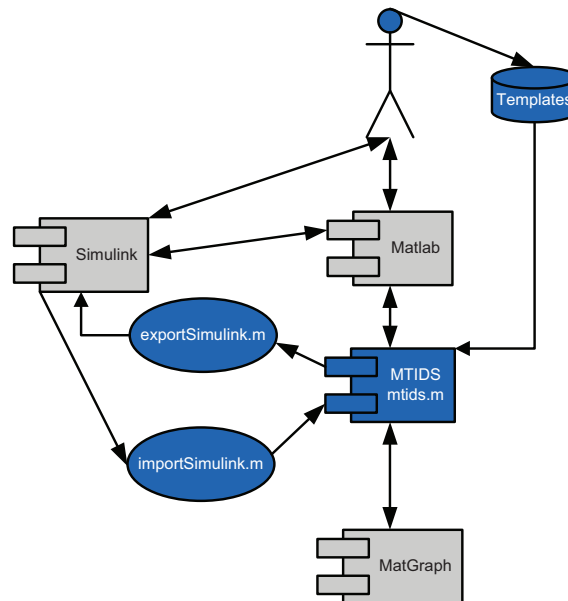 Templates
Simulink
Matlab
exportSimulink.m
MTIDS
mtids.m
importSimulink.m
MatGraph